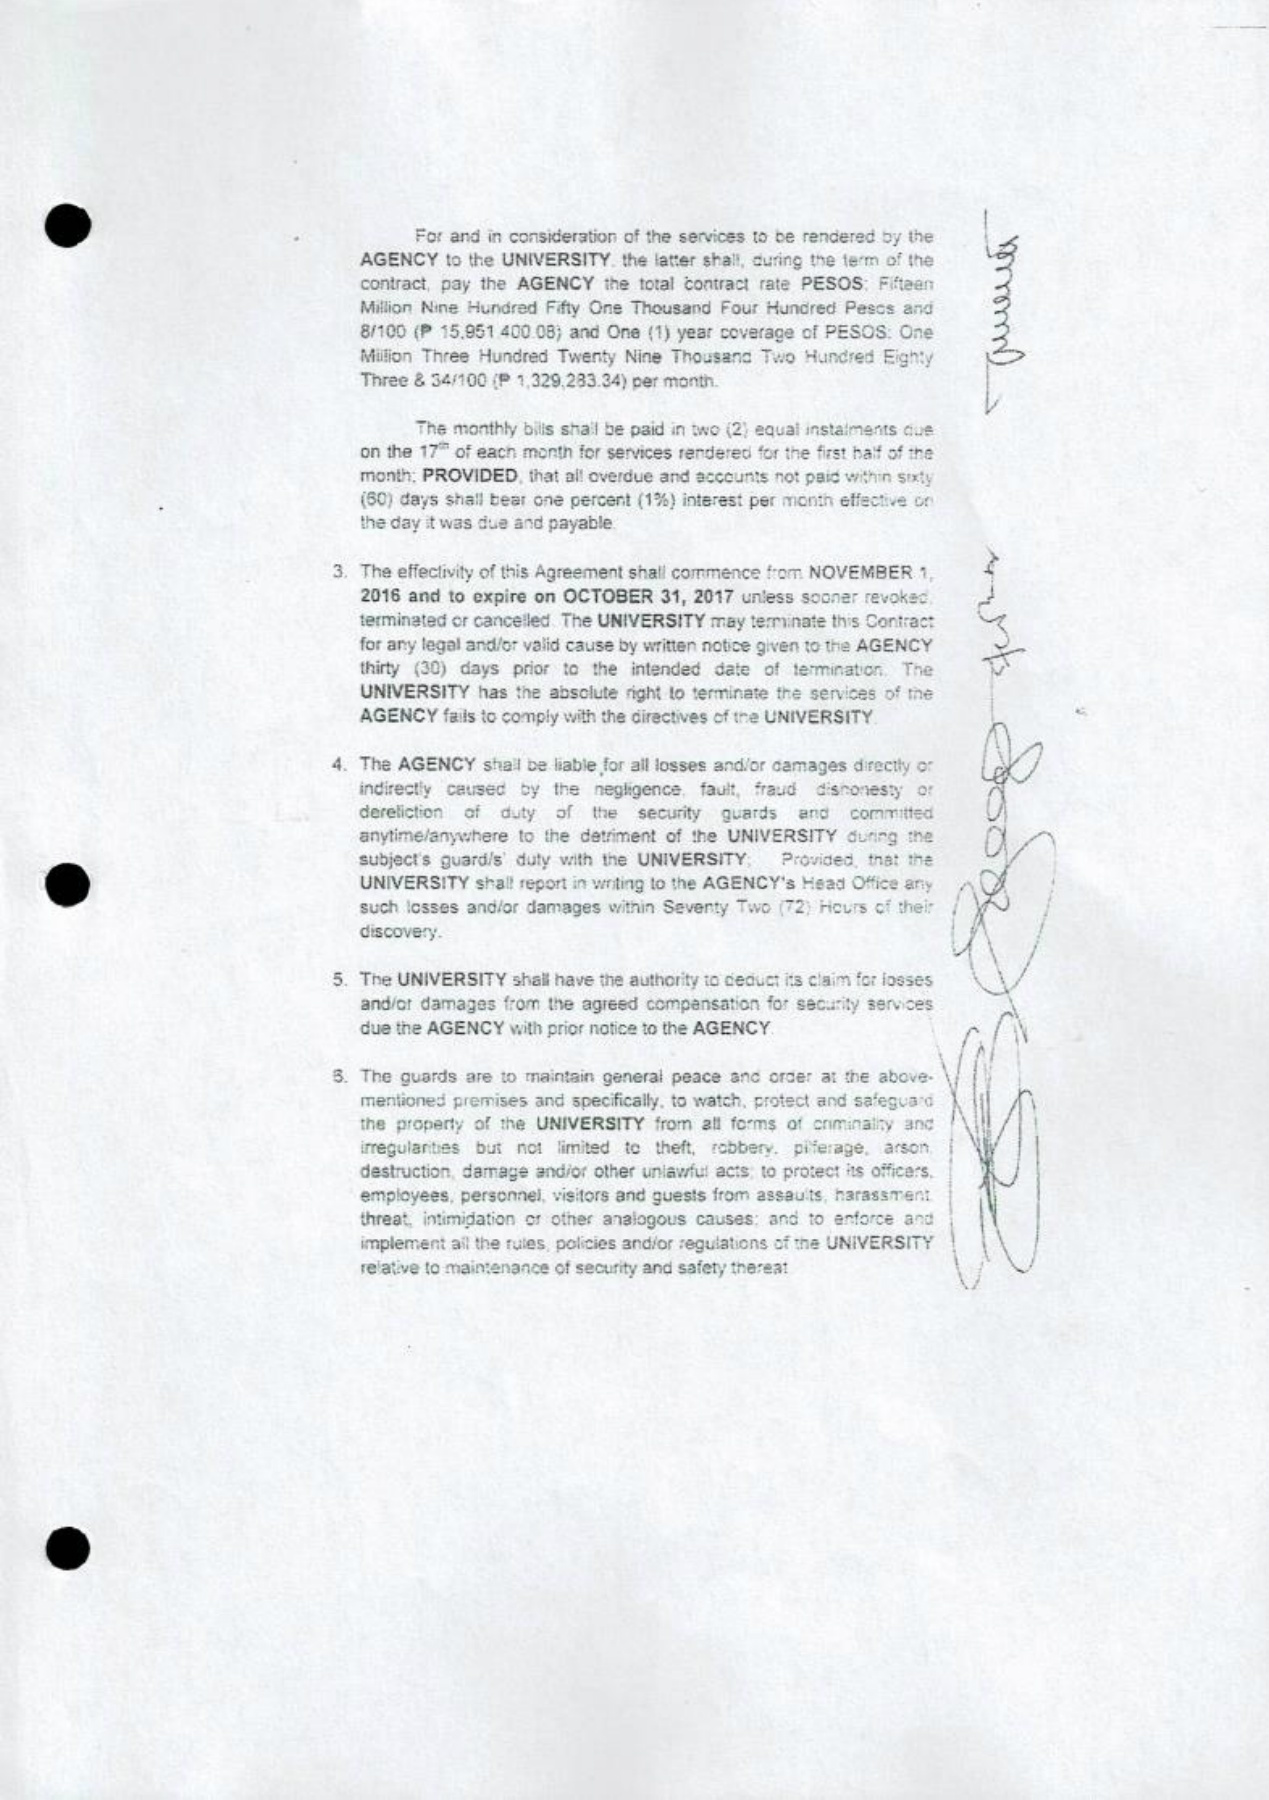 For and in consideration of the services to be rendered by the
AGENCY to the UNIVERSITY, the latter shall, during the term of the
contract, pay the AGENCY the total contract rate PESOS: Fifteen
Million Nine Hundred Fifty One Thousand Four Hundred Pesos and
8/100 (₱ 15,951,400.08) and One (1) year coverage of PESOS: One
Million Three Hundred Twenty Nine Thousand Two Hundred Eighty
Three & 34/100 (₱ 1,329,283.34) per month.
The monthly bills shall be paid in two (2) equal instalments due
on the 17th of each month for services rendered for the first half of the
month; PROVIDED, that all overdue and accounts not paid within sixty
(60) days shall bear one percent (1%) interest per month effective on
the day it was due and payable.
3. The effectivity of this Agreement shall commence from NOVEMBER 1,
2016 and to expire on OCTOBER 31, 2017 unless sooner revoked,
terminated or cancelled. The UNIVERSITY may terminate this Contract
for any legal and/or valid cause by written notice given to the AGENCY
thirty (30) days prior to the intended date of termination. The
UNIVERSITY has the absolute right to terminate the services of the
AGENCY fails to comply with the directives of the UNIVERSITY.
4. The AGENCY shall be liable for all losses and/or damages directly or
indirectly caused by the negligence, fault, fraud dishonesty or
dereliction of duty of the security guards and committed
anytime/anywhere to the detriment of the UNIVERSITY during the
subject's guard/s' duty with the UNIVERSITY; Provided, that the
UNIVERSITY shall report in writing to the AGENCY's Head Office any
such losses and/or damages within Seventy Two (72) Hours of their
discovery.
5. The UNIVERSITY shall have the authority to deduct its claim for losses
and/or damages from the agreed compensation for security services
due the AGENCY with prior notice to the AGENCY.
6. The guards are to maintain general peace and order at the above-
mentioned premises and specifically, to watch, protect and safeguard
the property of the UNIVERSITY from all forms of criminality and
irregularities but not limited to theft, robbery, pilferage, arson,
destruction, damage and/or other unlawful acts; to protect its officers,
employees, personnel, visitors and guests from assaults, harassment,
threat, intimidation or other analogous causes; and to enforce and
implement all the rules, policies and/or regulations of the UNIVERSITY
relative to maintenance of security and safety thereat.